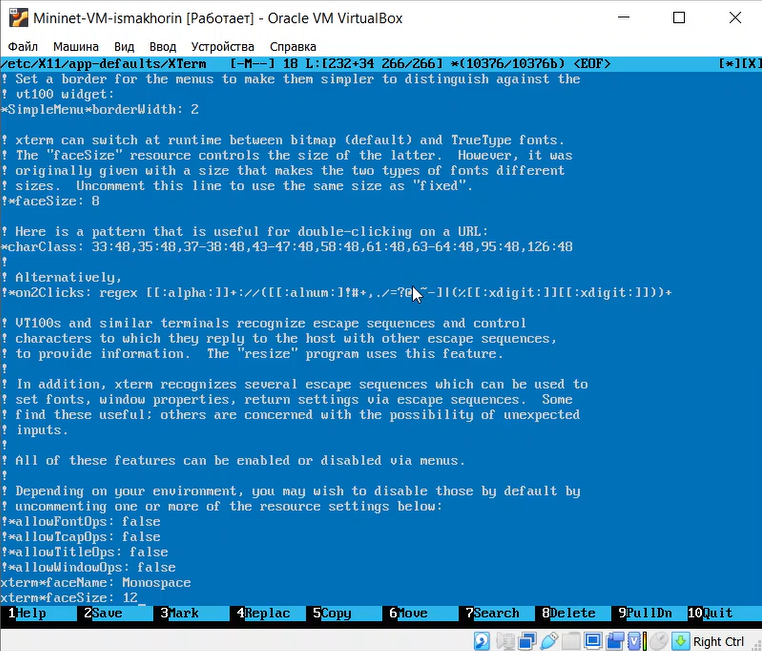 Mininet-VM-ismakhorin [Работает] - Oracle VM VirtualBox
Файл Машина Вид Ввод Устройства Справка
/etc/X11/app-defaults/XTerm [-M--] 18 L:[232+34 266/266] *(10376/10376b) <EOF> [*][X]
! Set a border for the menus to make them simpler to distinguish against the
! vt100 widget:
*SimpleMenu*borderWidth: 2
! xterm can switch at runtime between bitmap (default) and TrueType fonts.
! The "faceSize" resource controls the size of the latter. However, it was
! originally given with a size that makes the two types of fonts different
! sizes. Uncomment this line to use the same size as "fixed".
!*faceSize: 8
! Here is a pattern that is useful for double-clicking on a URL:
*charClass: 33:48,35:48,37-38:48,43-47:48,58:48,61:48,63-64:48,95:48,126:48
!
! Alternatively,
!*on2Clicks: regex [[:alpha:]]+://([[:alnum:]!#+,./=?@~-]|(%[[:xdigit:]][[:xdigit:]]))+
! VT100s and similar terminals recognize escape sequences and control
! characters to which they reply to the host with other escape sequences,
! to provide information. The "resize" program uses this feature.
!
! In addition, xterm recognizes several escape sequences which can be used to
! set fonts, window properties, return settings via escape sequences. Some
! find these useful; others are concerned with the possibility of unexpected
! inputs.
!
! All of these features can be enabled or disabled via menus.
!
! Depending on your environment, you may wish to disable those by default by
! uncommenting one or more of the resource settings below:
!*allowFontOps: false
!*allowTcapOps: false
!*allowTitleOps: false
!*allowWindowOps: false
xterm*faceName: Monospace
xterm*faceSize: 12
1Help 2Save 3Mark 4Replac 5Copy 6Move 7Search 8Delete 9PullDn 10Quit
Right Ctrl